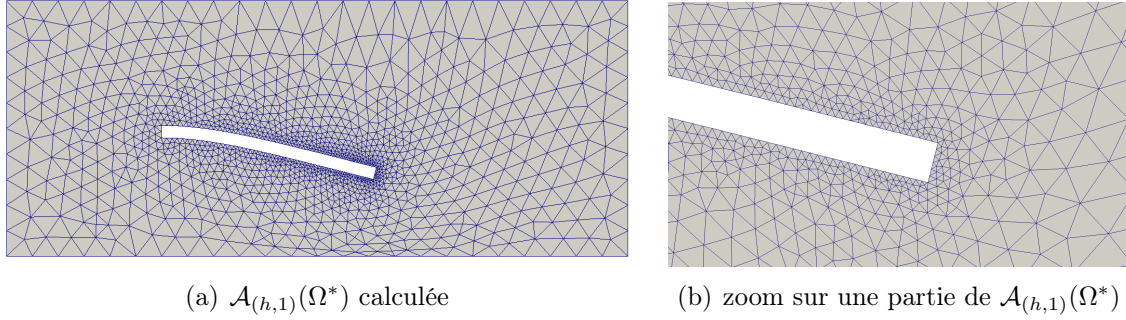 (a) $\mathcal{A}_{(h,1)}(\Omega^*)$ calculée
(b) zoom sur une partie de $\mathcal{A}_{(h,1)}(\Omega^*)$